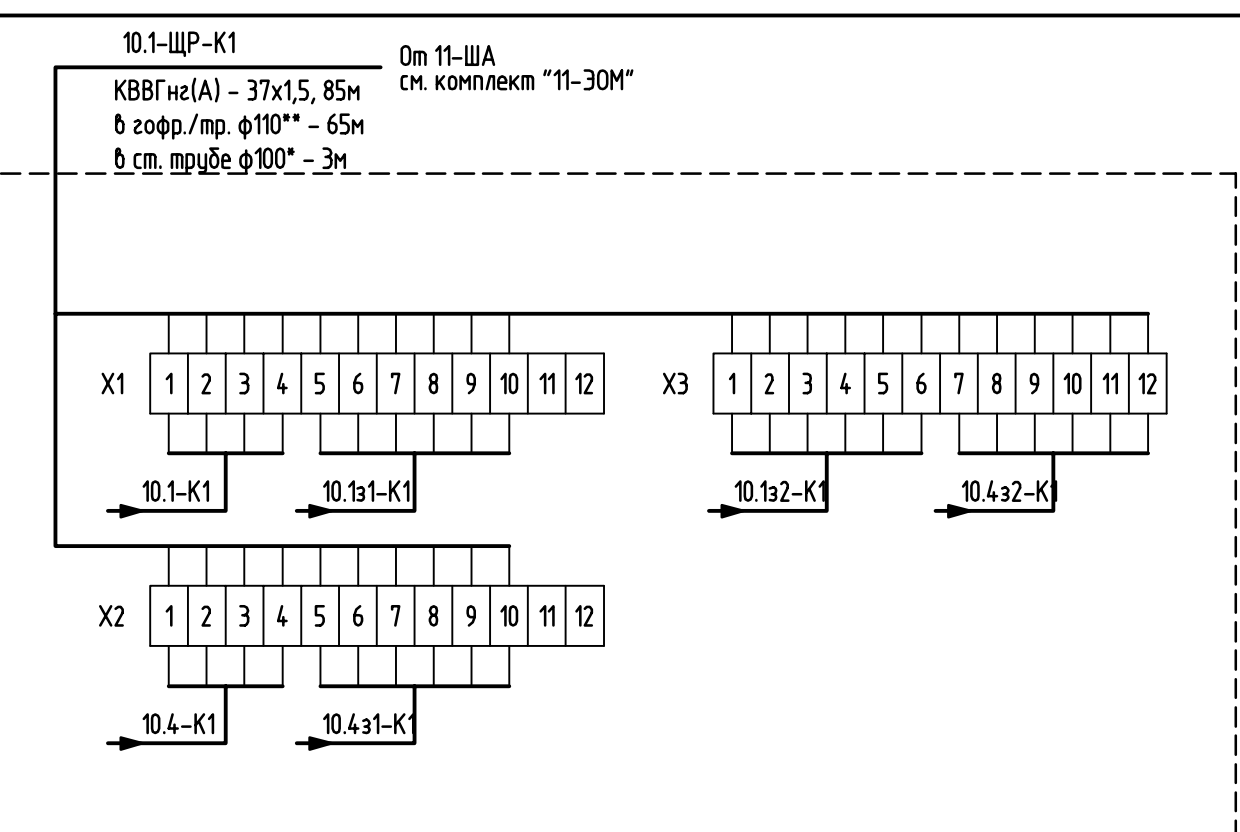 10.1-ЩР-К1
КВВГнг(А) - 37х1,5, 85м
в гофр./тр. ф110** - 65м
в ст. трубе ф100* - 3м
От 11-ША
см. комплект "11-ЭОМ"
Х1 1 2 3 4 5 6 7 8 9 10 11 12
Х3 1 2 3 4 5 6 7 8 9 10 11 12
10.1-К1
10.1з1-К1
10.1з2-К1
10.4з2-К1
Х2 1 2 3 4 5 6 7 8 9 10 11 12
10.4-К1
10.4з1-К1